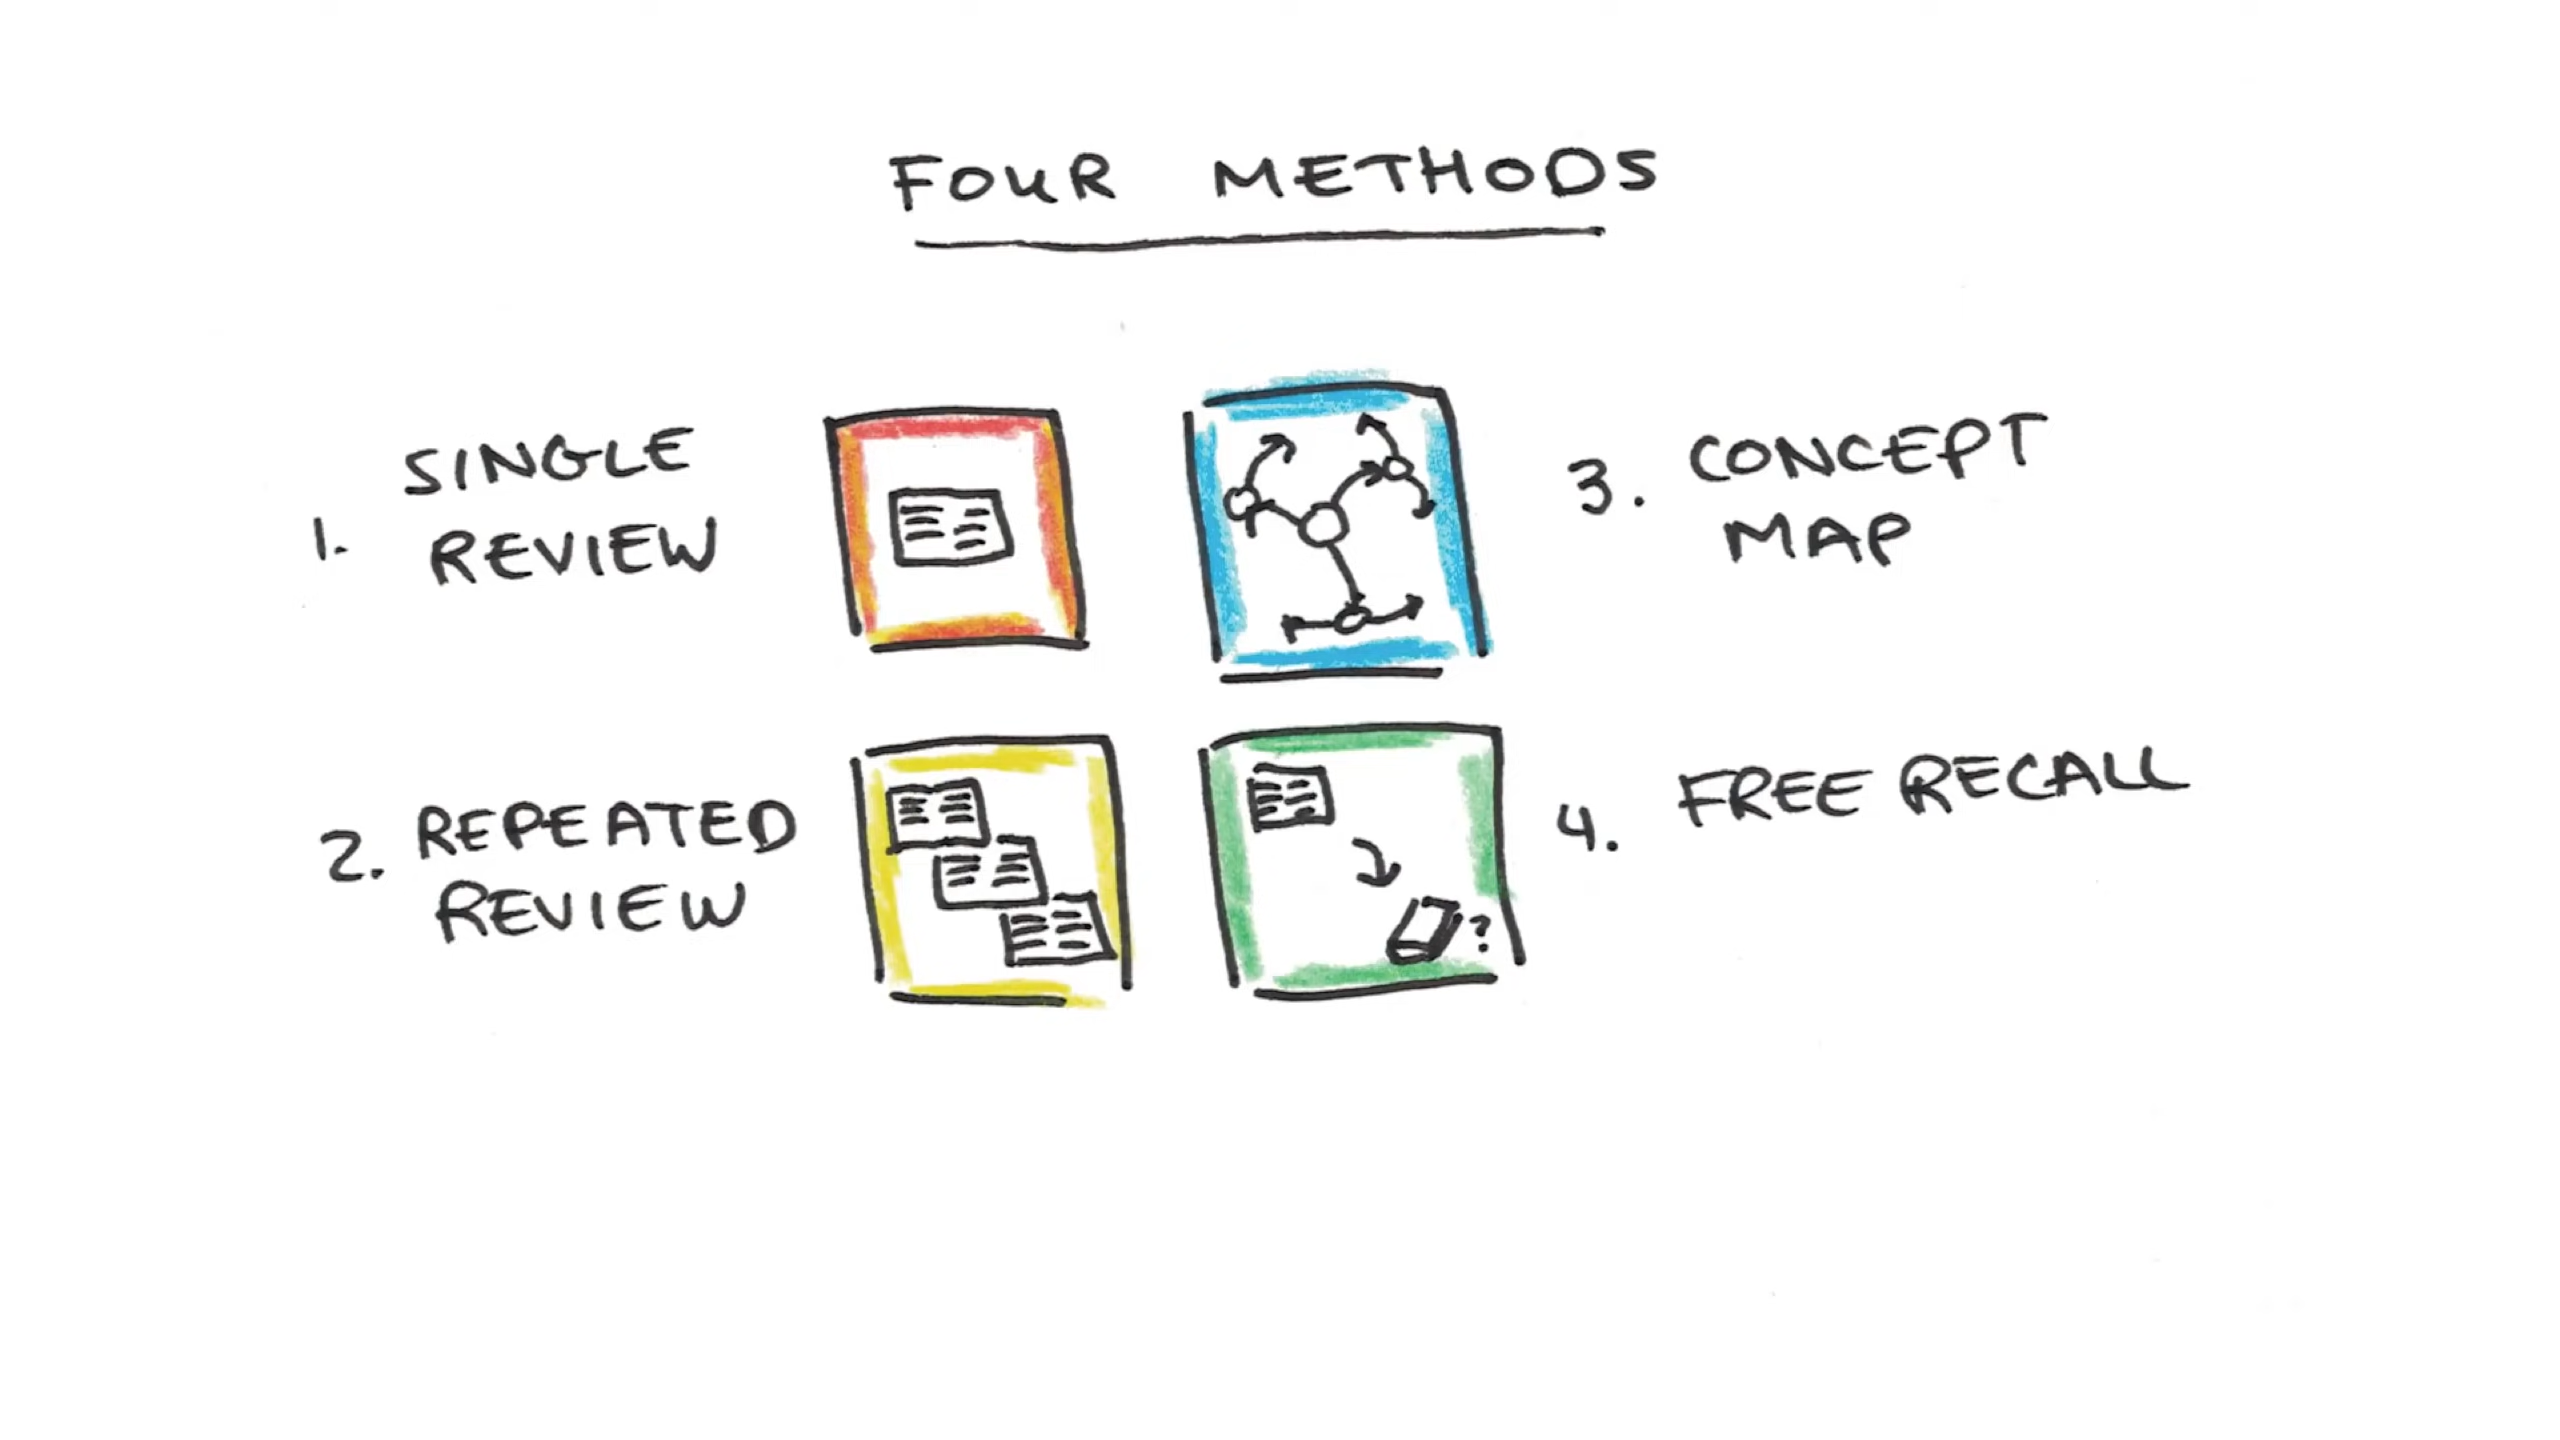 FOUR METHODS
1. SINGLE
REVIEW
2. REPEATED
REVIEW
3. CONCEPT
MAP
4. FREE RECALL
?